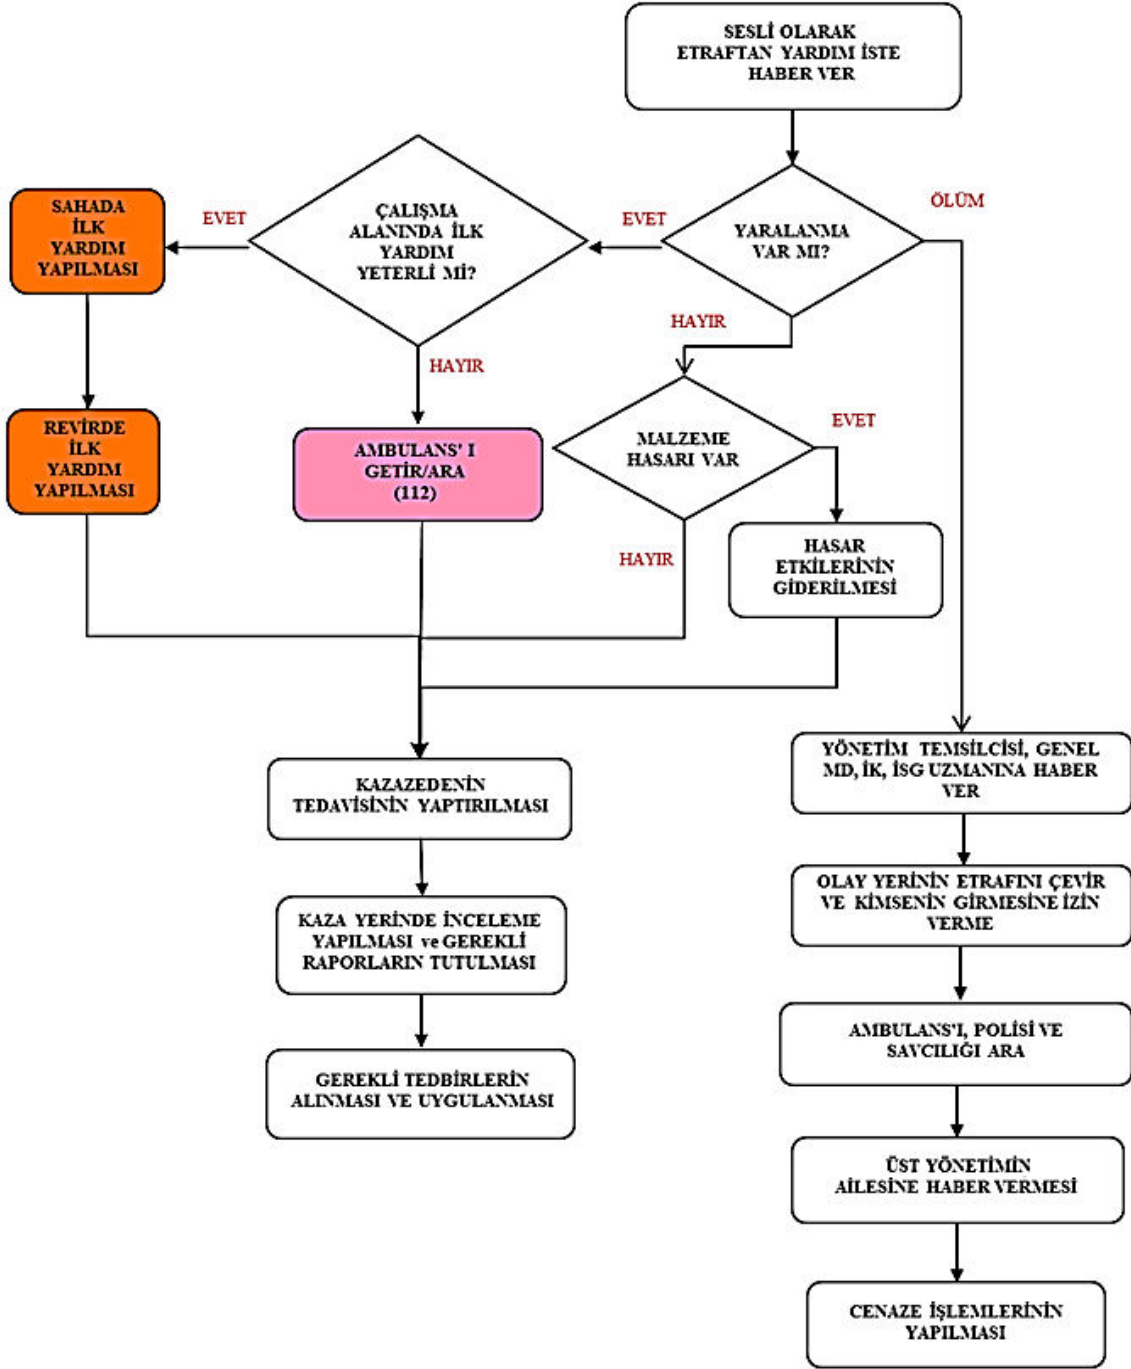 SESLİ OLARAK
ETRAFTAN YARDIM İSTE
HABER VER
ÖLÜM
YARALANMA
VAR MI?
EVET
ÇALIŞMA
ALANINDA İLK
YARDIM
YETERLİ Mİ?
EVET
SAHADA
İLK
YARDIM
YAPILMASI
HAYIR
HAYIR
REVİRDE
İLK
YARDIM
YAPILMASI
AMBULANS' I
GETİR/ARA
(112)
MALZEME
HASARI VAR
EVET
HAYIR
HASAR
ETKİLERİNİN
GİDERİLMESİ
KAZAZEDENİN
TEDAVİSİNİN YAPTIRILMASI
KAZA YERİNDE İNCELEME
YAPILMASI ve GEREKLİ
RAPORLARIN TUTULMASI
GEREKLİ TEDBİRLERİN
ALINMASI VE UYGULANMASI
YÖNETİM TEMSİLCİSİ, GENEL
MD, İK, İSG UZMANINA HABER
VER
OLAY YERİNİN ETRAFINI ÇEVİR
VE KİMSENİN GİRMESİNE İZİN
VERME
AMBULANS'I, POLİSİ VE
SAVCILIĞI ARA
ÜST YÖNETİMİN
AİLESİNE HABER VERMESİ
CENAZE İŞLEMLERİNİN
YAPILMASI